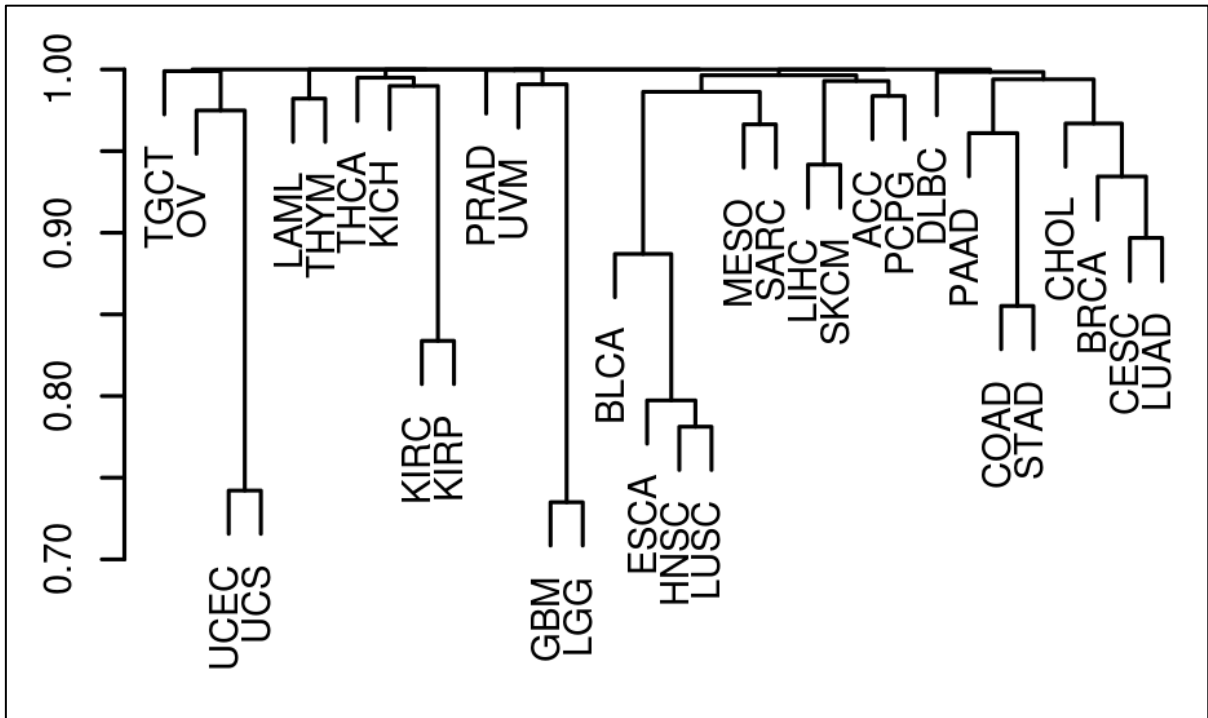 1.00
0.90
0.80
0.70
TGCT
OV
UCEC
UCS
LAML
THYM
THCA
KICH
KIRC
KIRP
PRAD
UVM
GBM
LGG
BLCA
ESCA
HNSC
LUSC
MESO
SARC
LIHC
SKCM
ACC
PCPG
DLBC
PAAD
COAD
STAD
CHOL
BRCA
CESC
LUAD